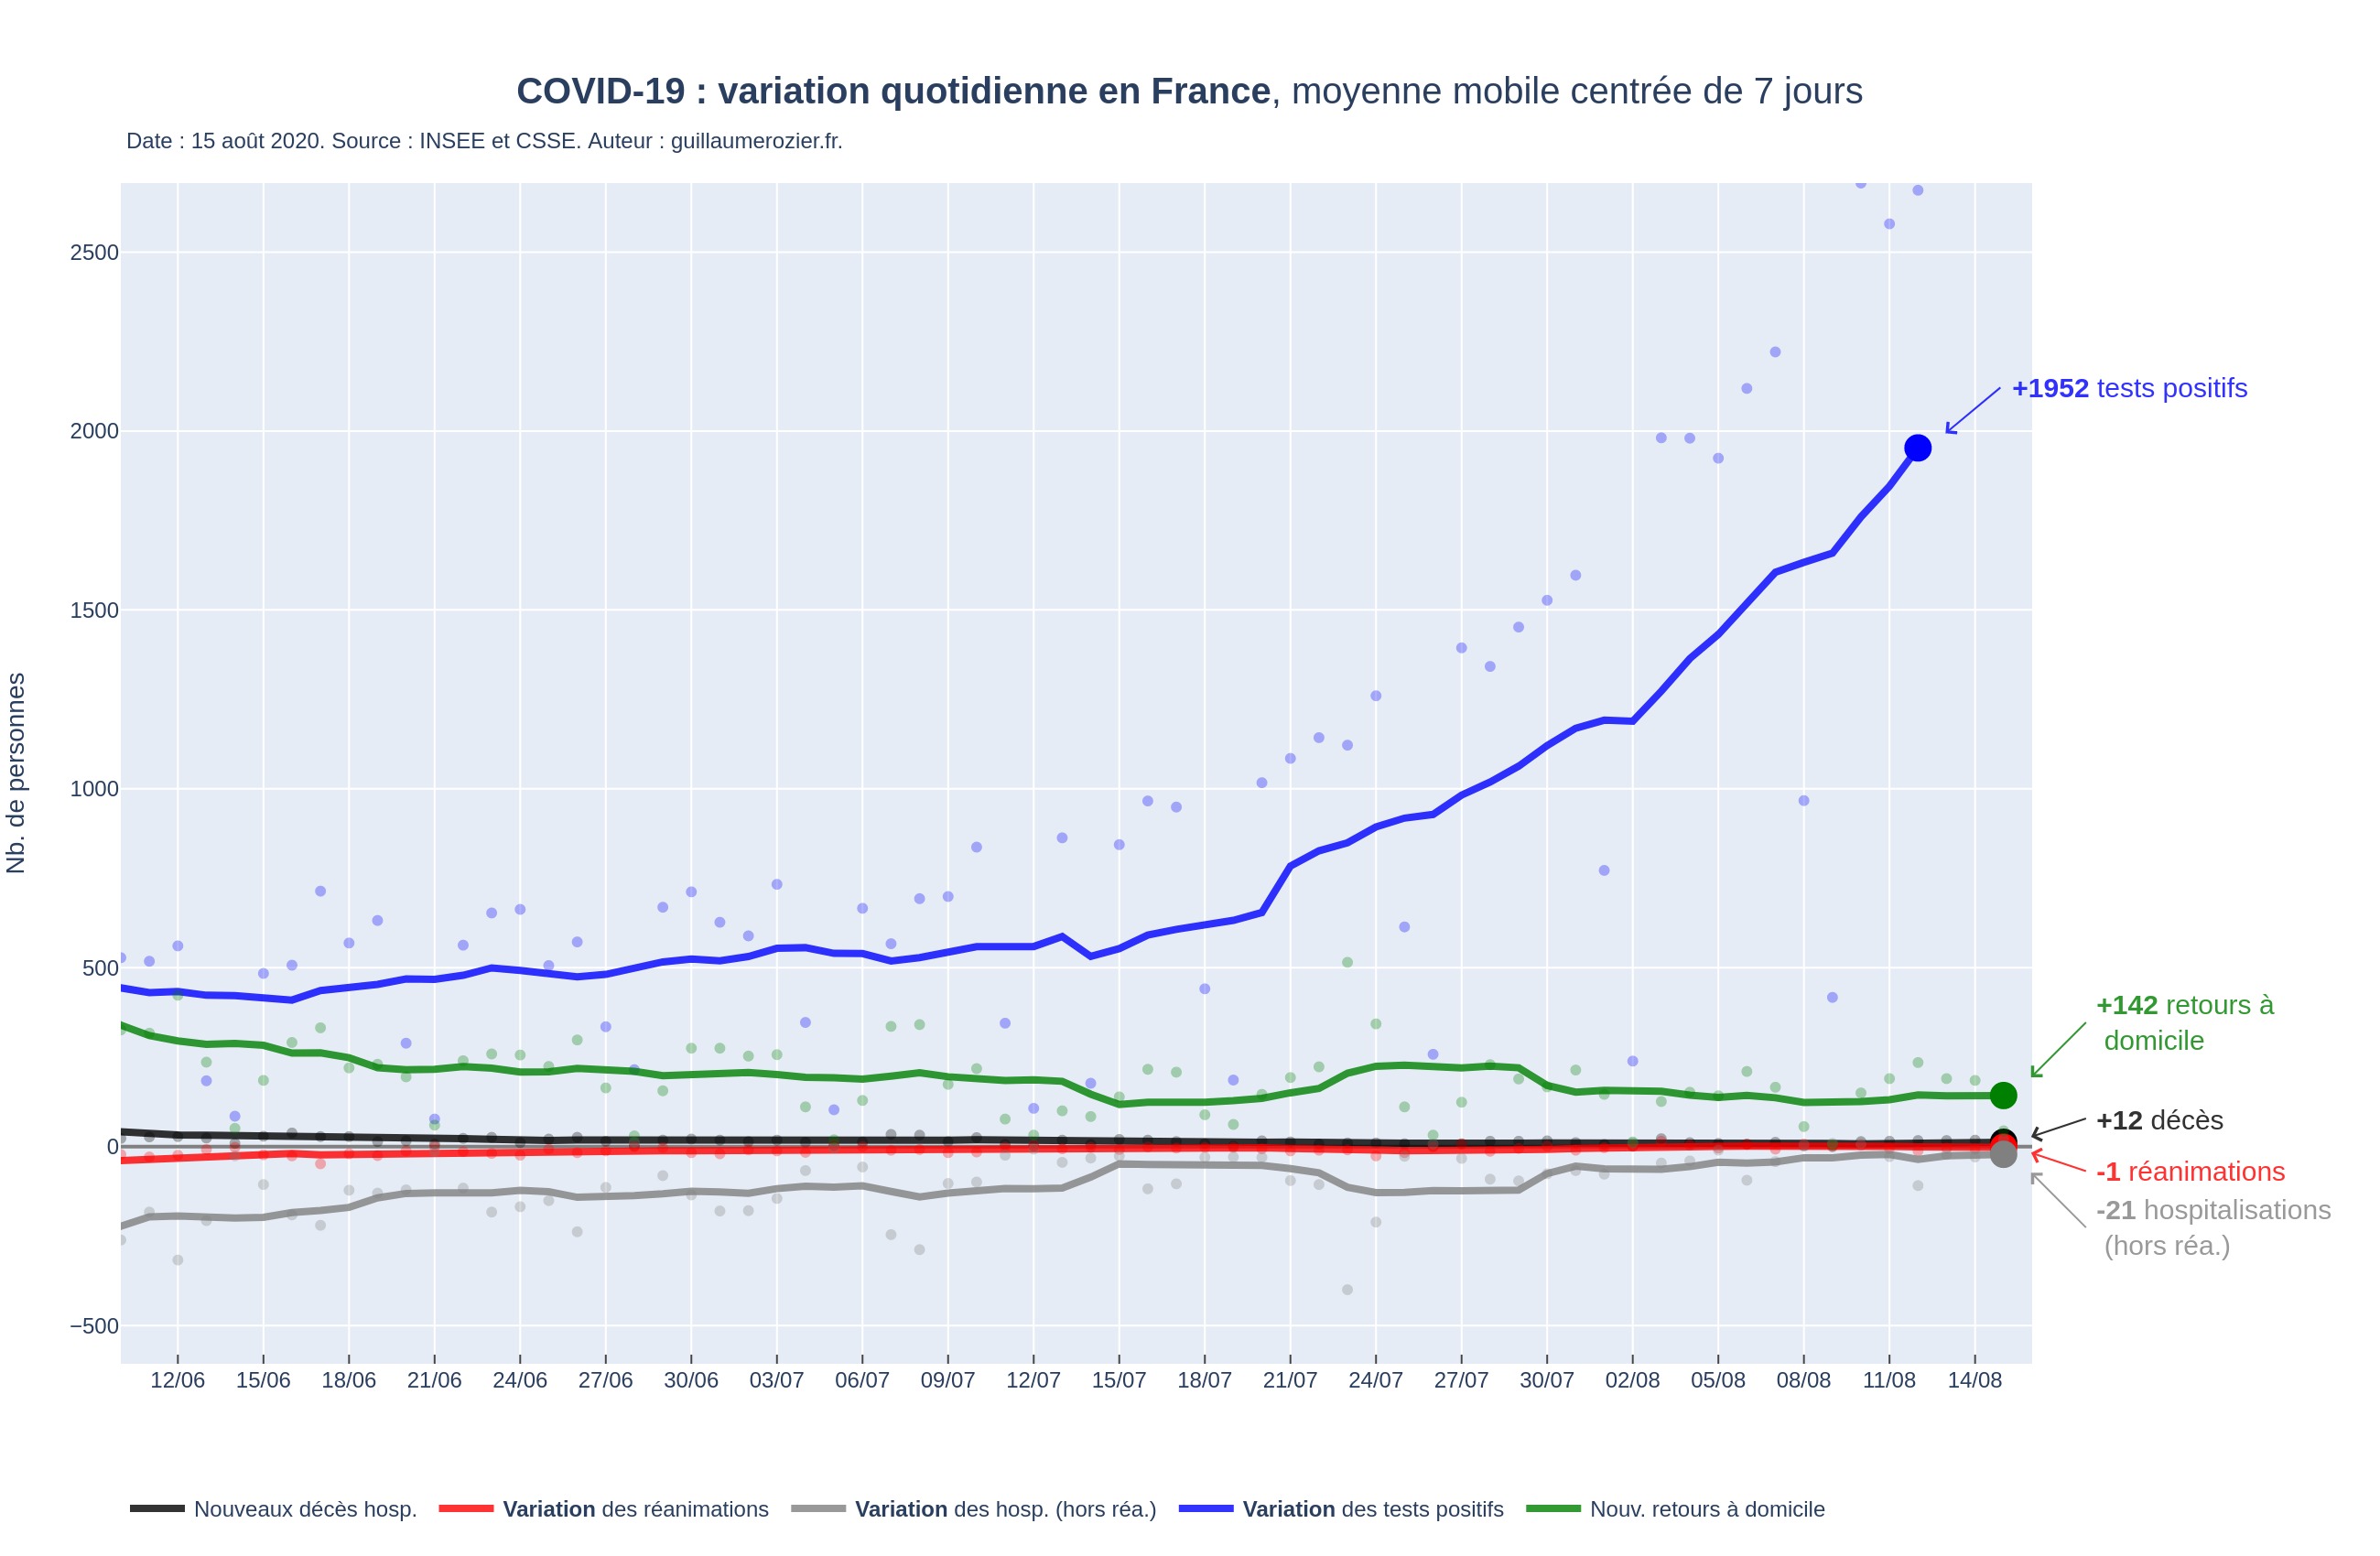 COVID-19 : variation quotidienne en France, moyenne mobile centrée de 7 jours
Date : 15 août 2020. Source : INSEE et CSSE. Auteur : guillaumerozier.fr.
Nb. de personnes
2500
2000
1500
1000
500
0
−500
+1952 tests positifs
+142 retours à
domicile
+12 décès
-1 réanimations
-21 hospitalisations
(hors réa.)
12/06 15/06 18/06 21/06 24/06 27/06 30/06 03/07 06/07 09/07 12/07 15/07 18/07 21/07 24/07 27/07 30/07 02/08 05/08 08/08 11/08 14/08
Nouveaux décès hosp. Variation des réanimations Variation des hosp. (hors réa.) Variation des tests positifs Nouv. retours à domicile